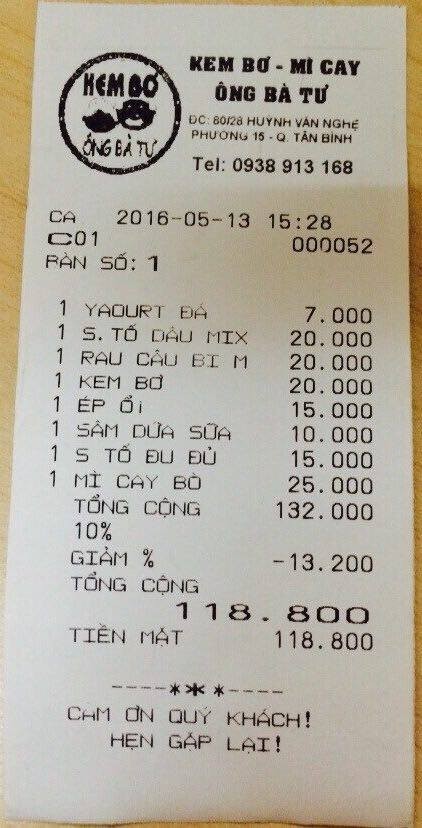 KEM BƠ
ÔNG BÀ TƯ
KEM BƠ - MÌ CAY
ÔNG BÀ TƯ
ĐC: 80/28 HUỲNH VĂN NGHỆ
PHƯỜNG 15 - Q. TÂN BÌNH
Tel: 0938 913 168
CA 2016-05-13 15:28
C01 000052
RÀN SỐ: 1
1 YAOURT ĐÁ 7.000
1 S.TỐ DÂU MIX 20.000
1 RAU CÂU BI M 20.000
1 KEM BƠ 20.000
1 ÉP ỔI 15.000
1 SÂM DỨA SỮA 10.000
1 S TỐ ĐU ĐỦ 15.000
1 MÌ CAY BÒ 25.000
TỔNG CỘNG 132.000
10%
GIẢM % -13.200
TỔNG CỘNG
118.800
TIỀN MẶT 118.800
----***----
CAM ƠN QUÝ KHÁCH!
HẸN GẶP LẠI!